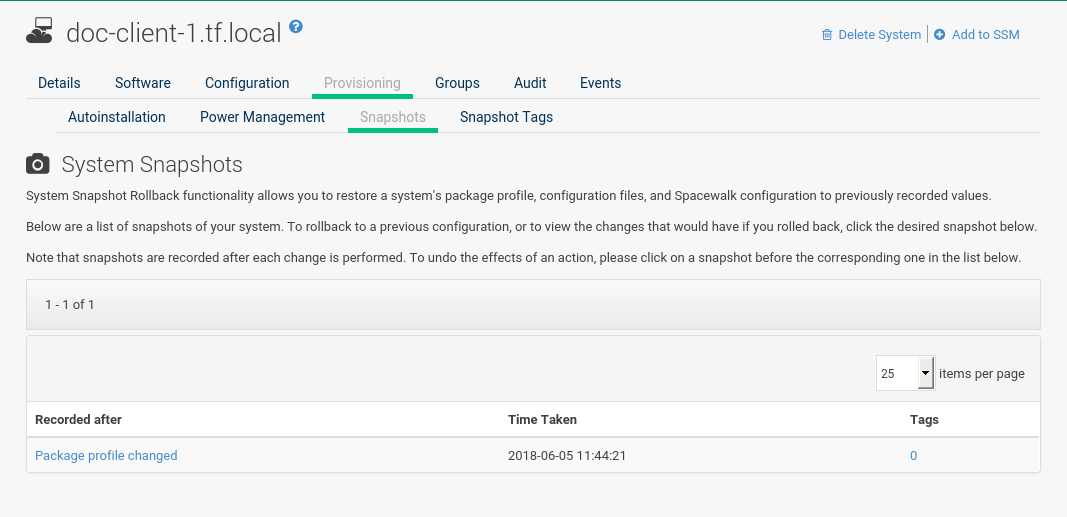 doc-client-1.tf.local ?
Delete System | Add to SSM
Details Software Configuration Provisioning Groups Audit Events
Autoinstallation Power Management Snapshots Snapshot Tags
System Snapshots
System Snapshot Rollback functionality allows you to restore a system's package profile, configuration files, and Spacewalk configuration to previously recorded values.
Below are a list of snapshots of your system. To rollback to a previous configuration, or to view the changes that would have if you rolled back, click the desired snapshot below.
Note that snapshots are recorded after each change is performed. To undo the effects of an action, please click on a snapshot before the corresponding one in the list below.
1 - 1 of 1
25 items per page
Recorded after Time Taken Tags
Package profile changed 2018-06-05 11:44:21 0